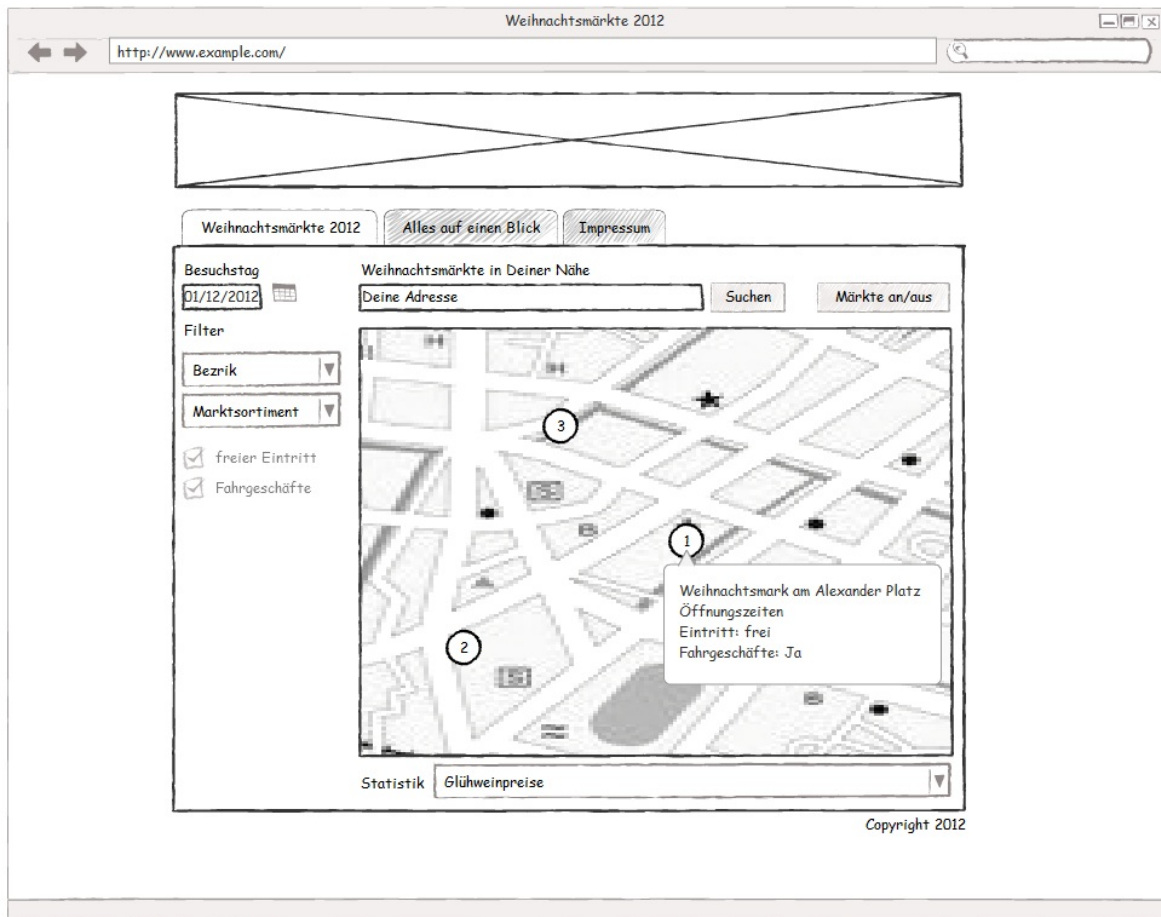 Weihnachtsmärkte 2012
http://www.example.com/
Weihnachtsmärkte 2012
Alles auf einen Blick
Impressum
Besuchstag
01/12/2012
Weihnachtsmärkte in Deiner Nähe
Deine Adresse
Suchen
Märkte an/aus
Filter
Bezrik
Marktsortiment
freier Eintritt
Fahrgeschäfte
3
1
Weihnachtsmark am Alexander Platz
Öffnungszeiten
Eintritt: frei
Fahrgeschäfte: Ja
2
Statistik
Glühweinpreise
Copyright 2012